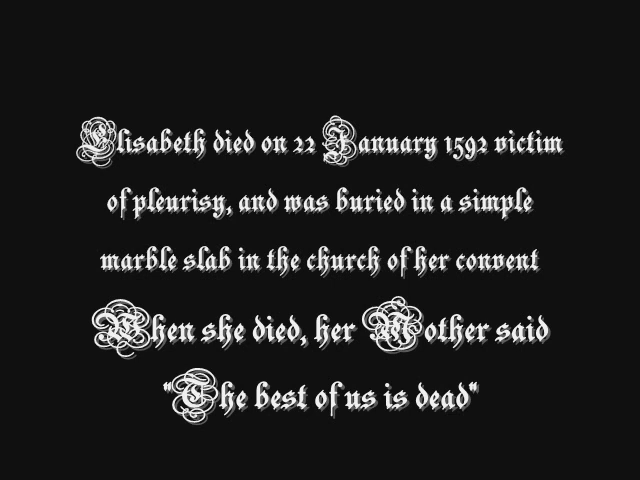 Elisabeth died on 22 January 1592 victim
of pleurisy, and was buried in a simple
marble slab in the church of her convent
When she died, her Mother said
"The best of us is dead"